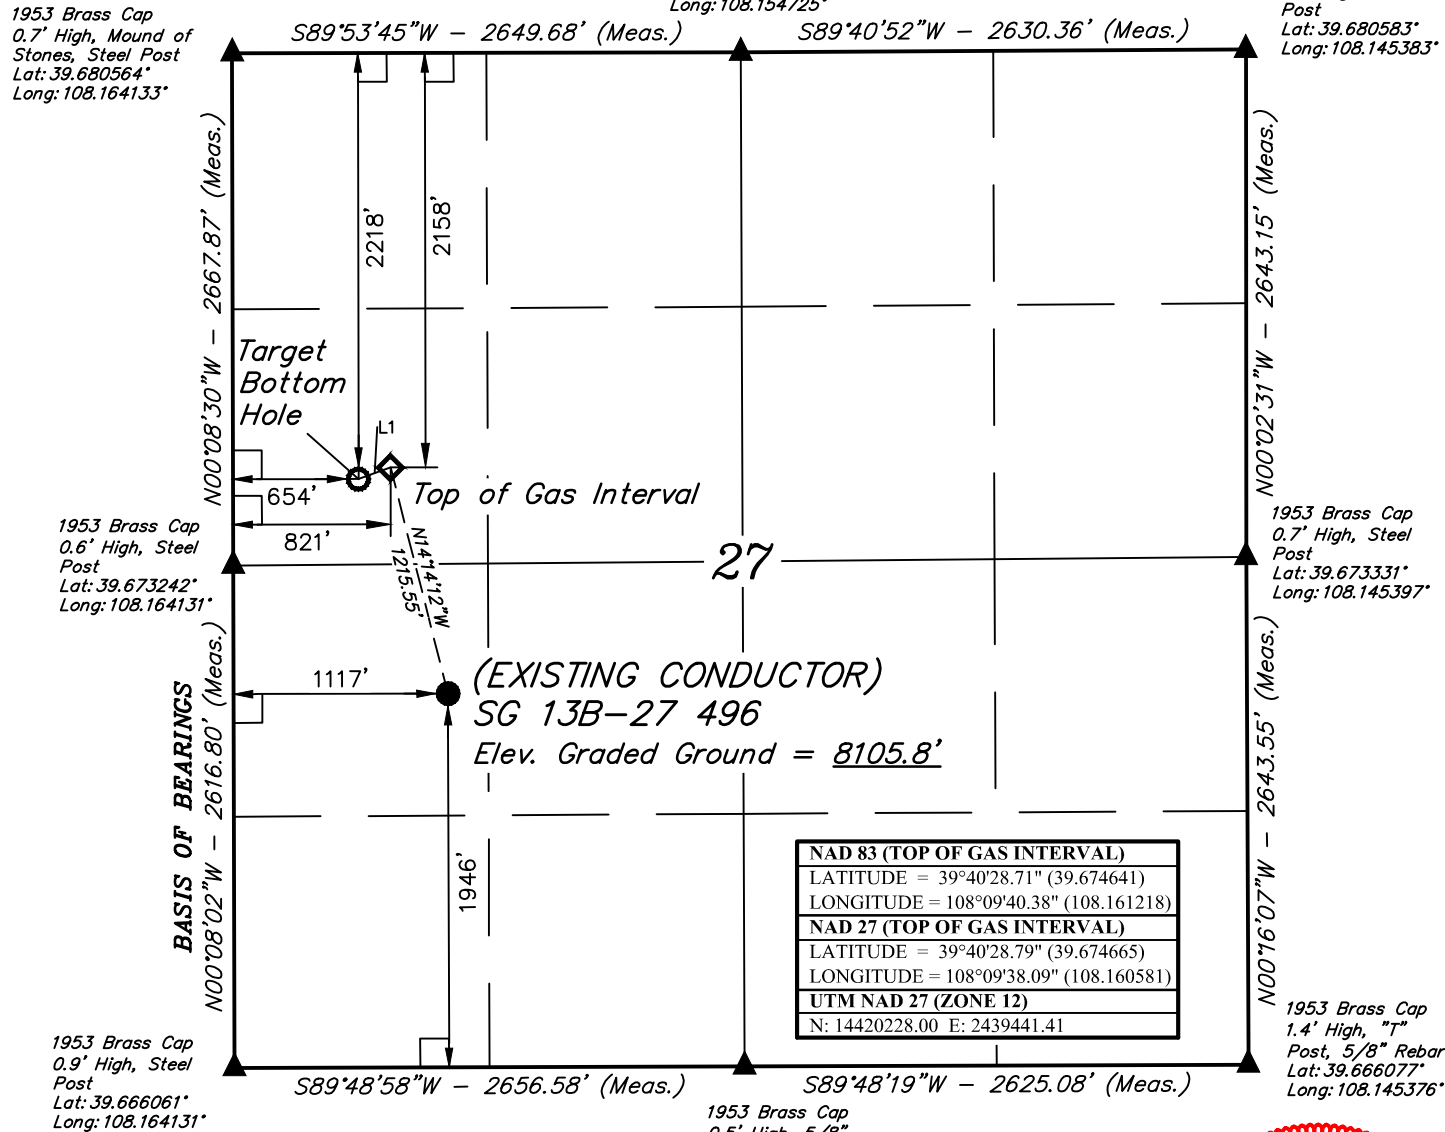 Long: 108.154725°
1953 Brass Cap
0.7' High, Mound of
Stones, Steel Post
Lat: 39.680564°
Long: 108.164133°
S89°53'45"W – 2649.68' (Meas.)
S89°40'52"W – 2630.36' (Meas.)
Post
Lat: 39.680583°
Long: 108.145383°
N00°08'30"W – 2667.87' (Meas.)
2218'
2158'
N00°02'31"W – 2643.15' (Meas.)
Target
Bottom
Hole
L1
654'
Top of Gas Interval
821'
N14°14'12"W
1215.55'
27
1953 Brass Cap
0.6' High, Steel
Post
Lat: 39.673242°
Long: 108.164131°
1953 Brass Cap
0.7' High, Steel
Post
Lat: 39.673331°
Long: 108.145397°
BASIS OF BEARINGS
N00°08'02"W – 2616.80' (Meas.)
1117'
(EXISTING CONDUCTOR)
SG 13B–27 496
Elev. Graded Ground = 8105.8'
1946'
N00°16'07"W – 2643.55' (Meas.)
NAD 83 (TOP OF GAS INTERVAL)
LATITUDE = 39°40'28.71" (39.674641)
LONGITUDE = 108°09'40.38" (108.161218)
NAD 27 (TOP OF GAS INTERVAL)
LATITUDE = 39°40'28.79" (39.674665)
LONGITUDE = 108°09'38.09" (108.160581)
UTM NAD 27 (ZONE 12)
N: 14420228.00 E: 2439441.41
1953 Brass Cap
0.9' High, Steel
Post
Lat: 39.666061°
Long: 108.164131°
S89°48'58"W – 2656.58' (Meas.)
S89°48'19"W – 2625.08' (Meas.)
1953 Brass Cap
1.4' High, "T"
Post, 5/8" Rebar
Lat: 39.666077°
Long: 108.145376°
1953 Brass Cap
0.5' High, 5/8"